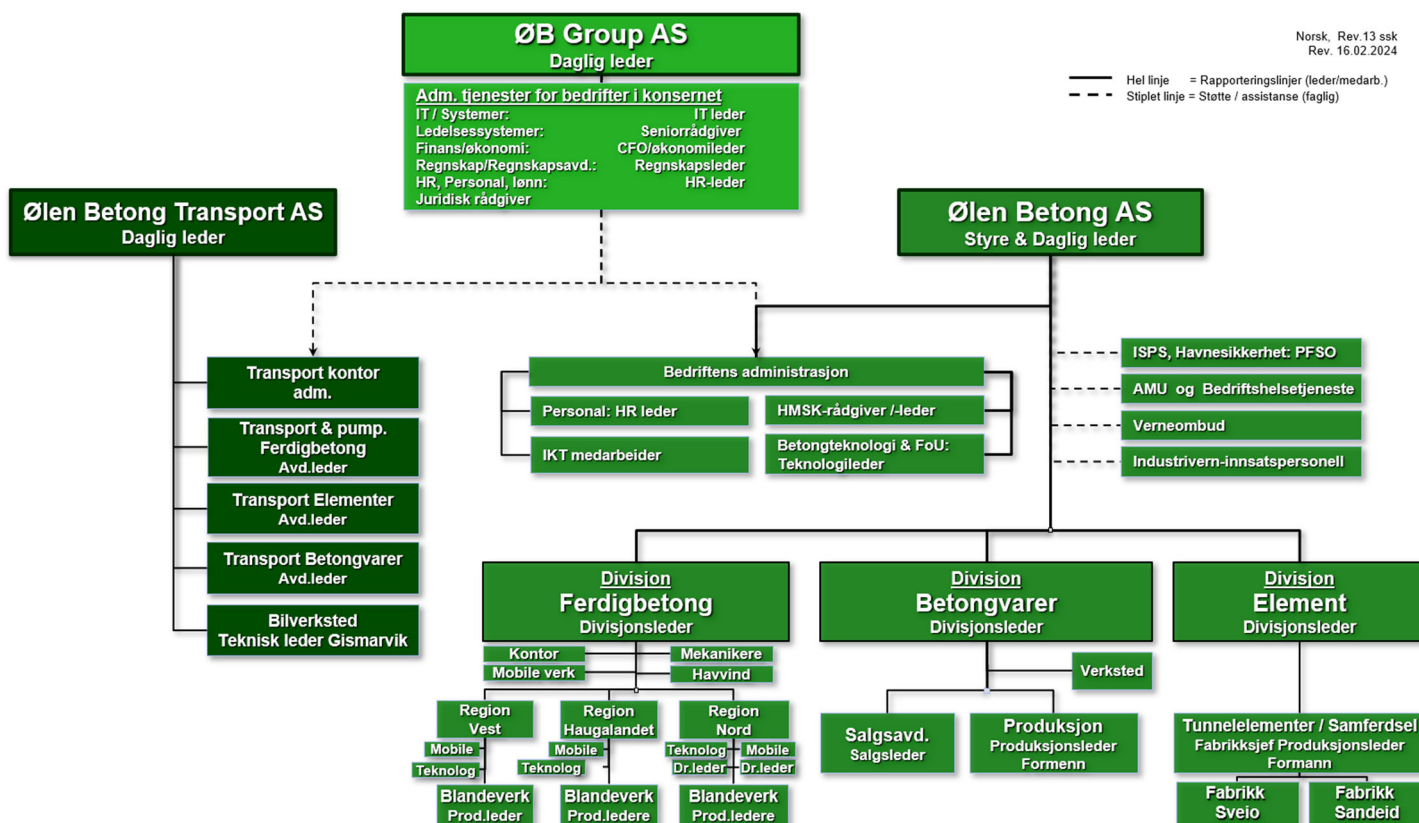 ØB Group AS
Daglig leder
Adm. tjenester for bedrifter i konsernet
IT / Systemer: IT leder
Ledelsessystemer: Seniorrådgiver
Finans/økonomi: CFO/økonomileder
Regnskap/Regnskapsavd.: Regnskapsleder
HR, Personal, lønn: HR-leder
Juridisk rådgiver
Norsk, Rev.13 ssk
Rev. 16.02.2024
Hel linje = Rapporteringslinjer (leder/medarb.)
Stiplet linje = Støtte / assistanse (faglig)
Ølen Betong Transport AS
Daglig leder
Ølen Betong AS
Styre & Daglig leder
Transport kontor
adm.
Transport & pump.
Ferdigbetong
Avd.leder
Transport Elementer
Avd.leder
Transport Betongvarer
Avd.leder
Bilverksted
Teknisk leder Gismarvik
Bedriftens administrasjon
Personal: HR leder
HMSK-rådgiver /-leder
IKT medarbeider
Betongteknologi & FoU:
Teknologileder
ISPS, Havnesikkerhet: PFSO
AMU og Bedriftshelsetjeneste
Verneombud
Industrivern-innsatspersonell
Divisjon
Ferdigbetong
Divisjonsleder
Kontor
Mekanikere
Mobile verk
Havvind
Region
Vest
Mobile
Teknolog
Blandeverk
Prod.leder
Region
Haugalandet
Mobile
Teknolog
Blandeverk
Prod.ledere
Region
Nord
Teknolog
Mobile
Dr.leder
Dr.leder
Blandeverk
Prod.ledere
Divisjon
Betongvarer
Divisjonsleder
Verksted
Salgsavd.
Salgsleder
Produksjon
Produksjonsleder
Formenn
Divisjon
Element
Divisjonsleder
Tunnelelementer / Samferdsel
Fabrikksjef Produksjonsleder
Formann
Fabrikk
Sveio
Fabrikk
Sandeid